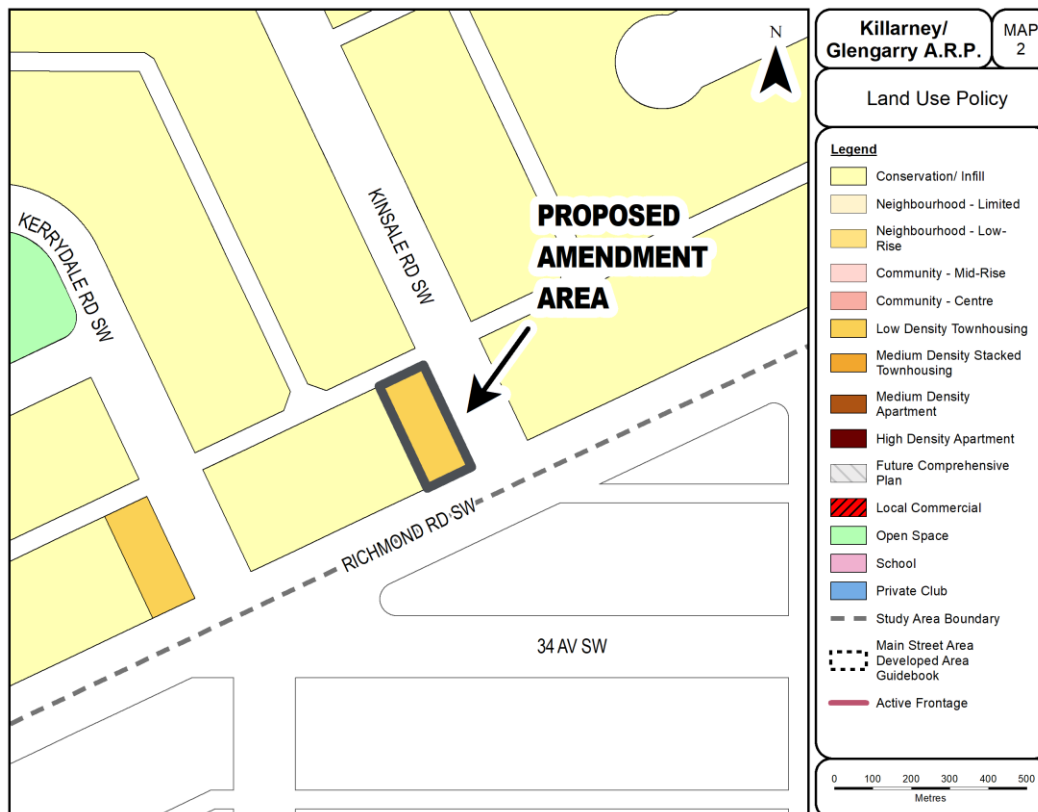 Killarney/
Glengarry A.R.P.
MAP
2
Land Use Policy
N
KERRYDALE RD SW
KINSALE RD SW
PROPOSED
AMENDMENT
AREA
RICHMOND RD SW
34 AV SW
Legend
Conservation/ Infill
Neighbourhood - Limited
Neighbourhood - Low-
Rise
Community - Mid-Rise
Community - Centre
Low Density Townhousing
Medium Density Stacked
Townhousing
Medium Density
Apartment
High Density Apartment
Future Comprehensive
Plan
Local Commercial
Open Space
School
Private Club
Study Area Boundary
Main Street Area
Developed Area
Guidebook
Active Frontage
0 100 200 300 400 500
Metres